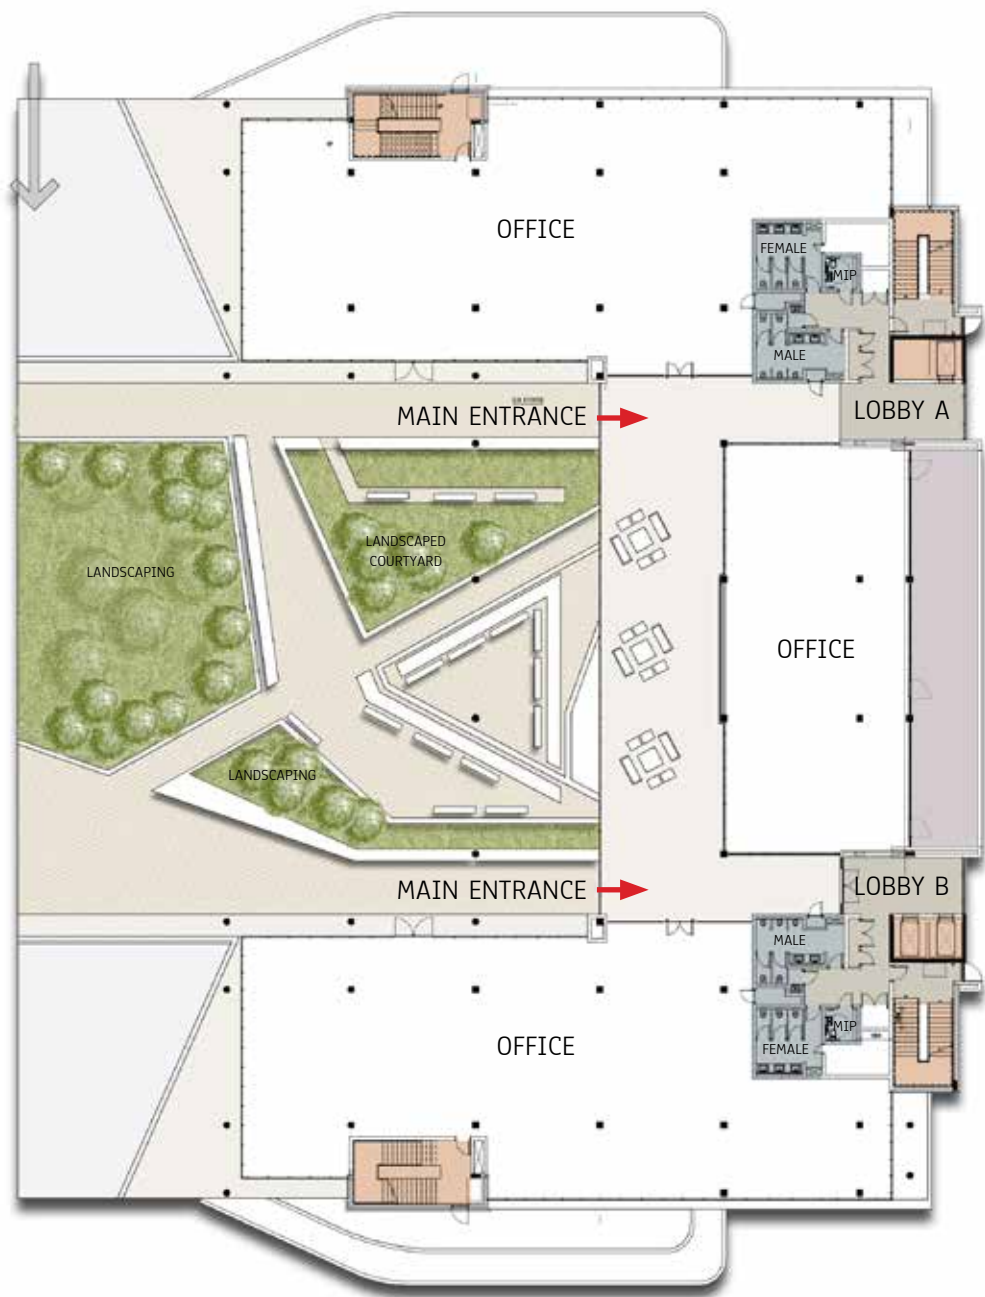 OFFICE
FEMALE
MIP
MALE
LOBBY A
MAIN ENTRANCE
LANDSCAPED
COURTYARD
LANDSCAPING
OFFICE
LANDSCAPING
MAIN ENTRANCE
LOBBY B
MALE
MIP
FEMALE
OFFICE